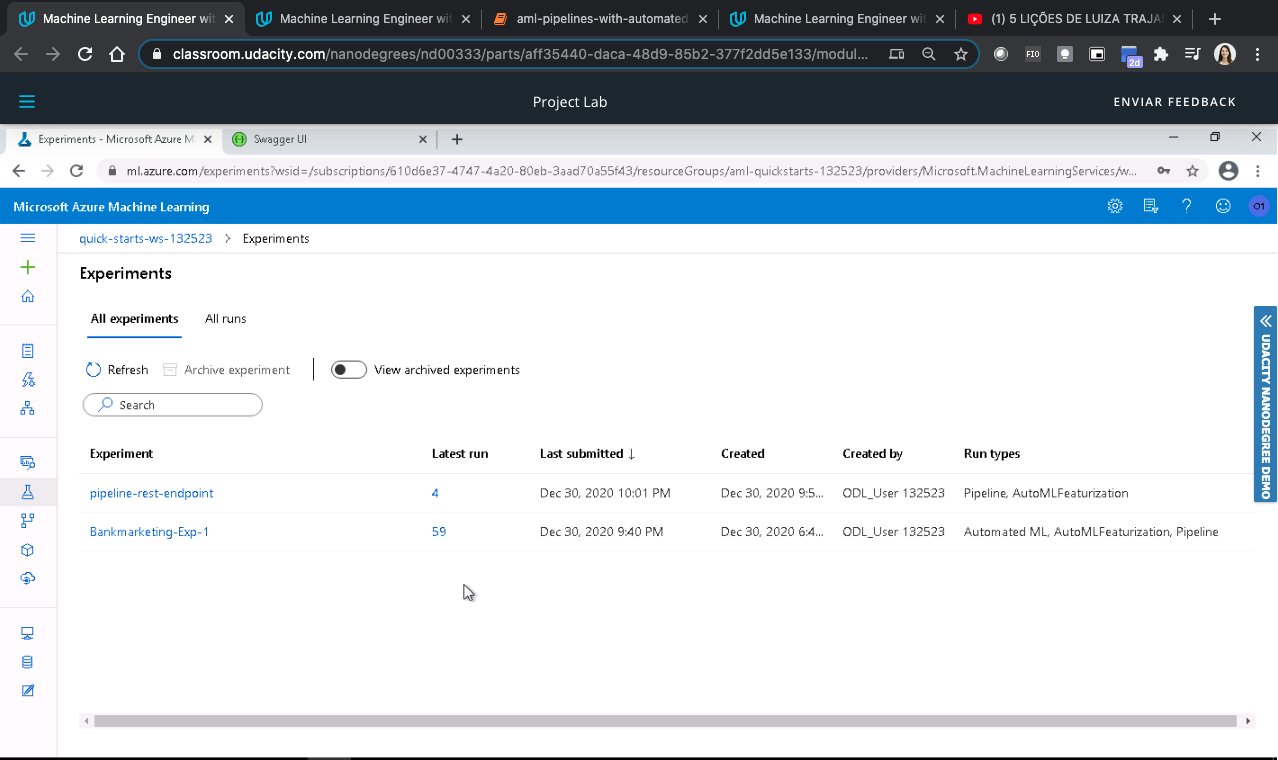 Machine Learning Engineer wit
Machine Learning Engineer wit
aml-pipelines-with-automated
Machine Learning Engineer wit
(1) 5 LIÇÕES DE LUIZA TRAJA
classroom.udacity.com/nanodegrees/nd00333/parts/aff35440-daca-48d9-85b2-377f2dd5e133/modul...
FIO
2d
Project Lab
ENVIAR FEEDBACK
Experiments - Microsoft Azure M
Swagger UI
ml.azure.com/experiments?wsid=/subscriptions/610d6e37-4747-4a20-80eb-3aad70a55f43/resourceGroups/aml-quickstarts-132523/providers/Microsoft.MachineLearningServices/w...
Microsoft Azure Machine Learning
O1
quick-starts-ws-132523 > Experiments
Experiments
All experiments
All runs
Refresh
Archive experiment
View archived experiments
Search
UDACITY NANODEGREE DEMO
Experiment Latest run Last submitted ↓ Created Created by Run types
pipeline-rest-endpoint 4 Dec 30, 2020 10:01 PM Dec 30, 2020 9:5... ODL_User 132523 Pipeline, AutoMLFeaturization
Bankmarketing-Exp-1 59 Dec 30, 2020 9:40 PM Dec 30, 2020 6:4... ODL_User 132523 Automated ML, AutoMLFeaturization, Pipeline